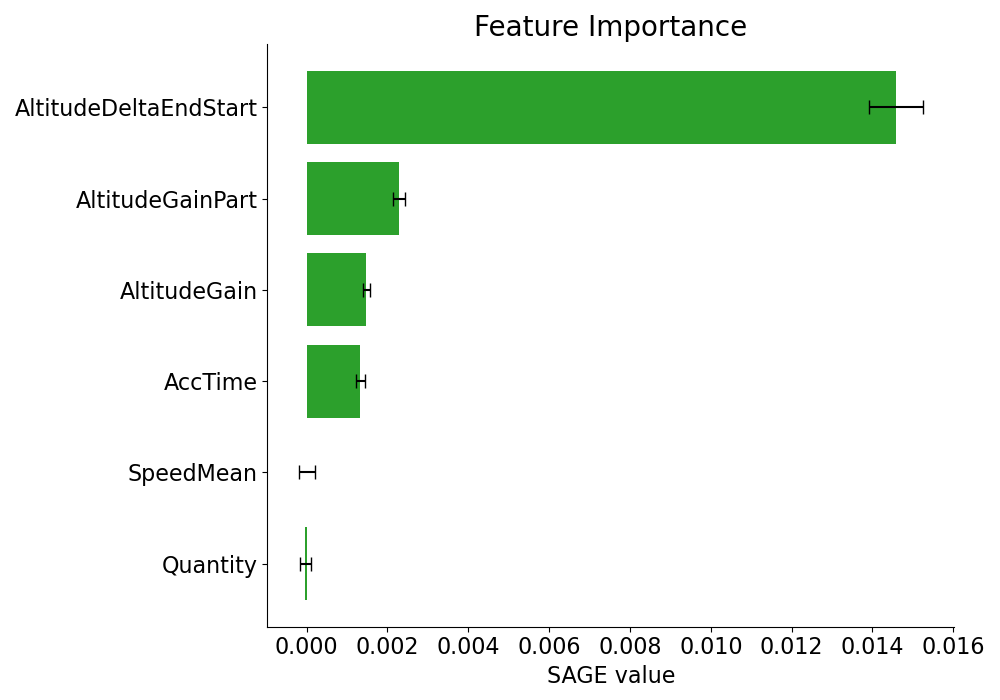 Feature Importance
AltitudeDeltaEndStart
AltitudeGainPart
AltitudeGain
AccTime
SpeedMean
Quantity
0.000 0.002 0.004 0.006 0.008 0.010 0.012 0.014 0.016
SAGE value